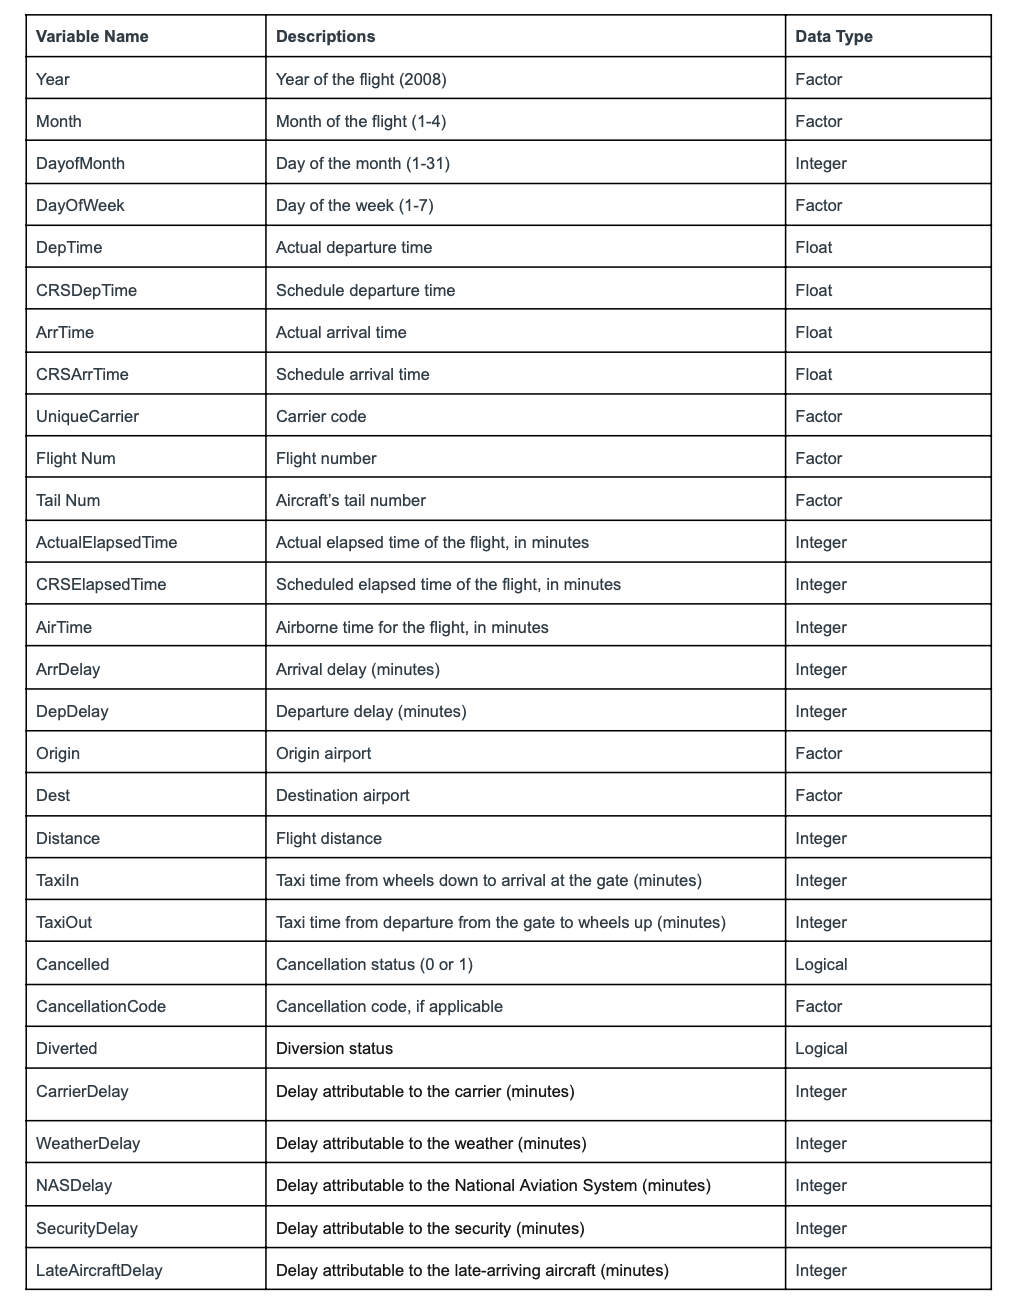 Variable Name Descriptions Data Type
Year Year of the flight (2008) Factor
Month Month of the flight (1-4) Factor
DayofMonth Day of the month (1-31) Integer
DayOfWeek Day of the week (1-7) Factor
DepTime Actual departure time Float
CRSDepTime Schedule departure time Float
ArrTime Actual arrival time Float
CRSArrTime Schedule arrival time Float
UniqueCarrier Carrier code Factor
Flight Num Flight number Factor
Tail Num Aircraft’s tail number Factor
ActualElapsedTime Actual elapsed time of the flight, in minutes Integer
CRSElapsedTime Scheduled elapsed time of the flight, in minutes Integer
AirTime Airborne time for the flight, in minutes Integer
ArrDelay Arrival delay (minutes) Integer
DepDelay Departure delay (minutes) Integer
Origin Origin airport Factor
Dest Destination airport Factor
Distance Flight distance Integer
TaxiIn Taxi time from wheels down to arrival at the gate (minutes) Integer
TaxiOut Taxi time from departure from the gate to wheels up (minutes) Integer
Cancelled Cancellation status (0 or 1) Logical
CancellationCode Cancellation code, if applicable Factor
Diverted Diversion status Logical
CarrierDelay Delay attributable to the carrier (minutes) Integer
WeatherDelay Delay attributable to the weather (minutes) Integer
NASDelay Delay attributable to the National Aviation System (minutes) Integer
SecurityDelay Delay attributable to the security (minutes) Integer
LateAircraftDelay Delay attributable to the late-arriving aircraft (minutes) Integer